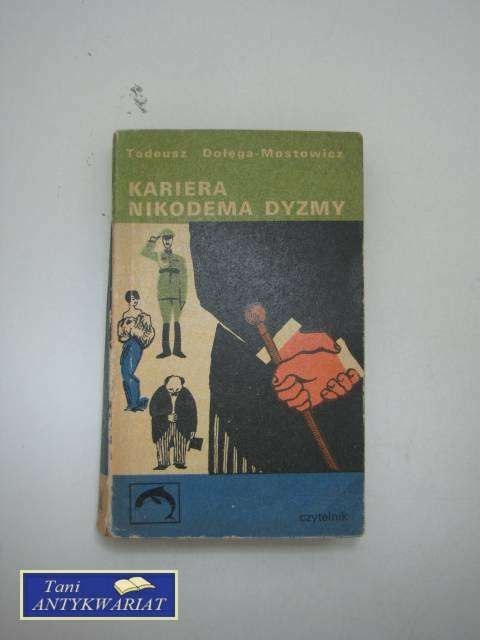 Tadeusz Dołęga-Mostowicz
KARIERA
NIKODEMA DYZMY
czytelnik
Tani
ANTYKWARIAT